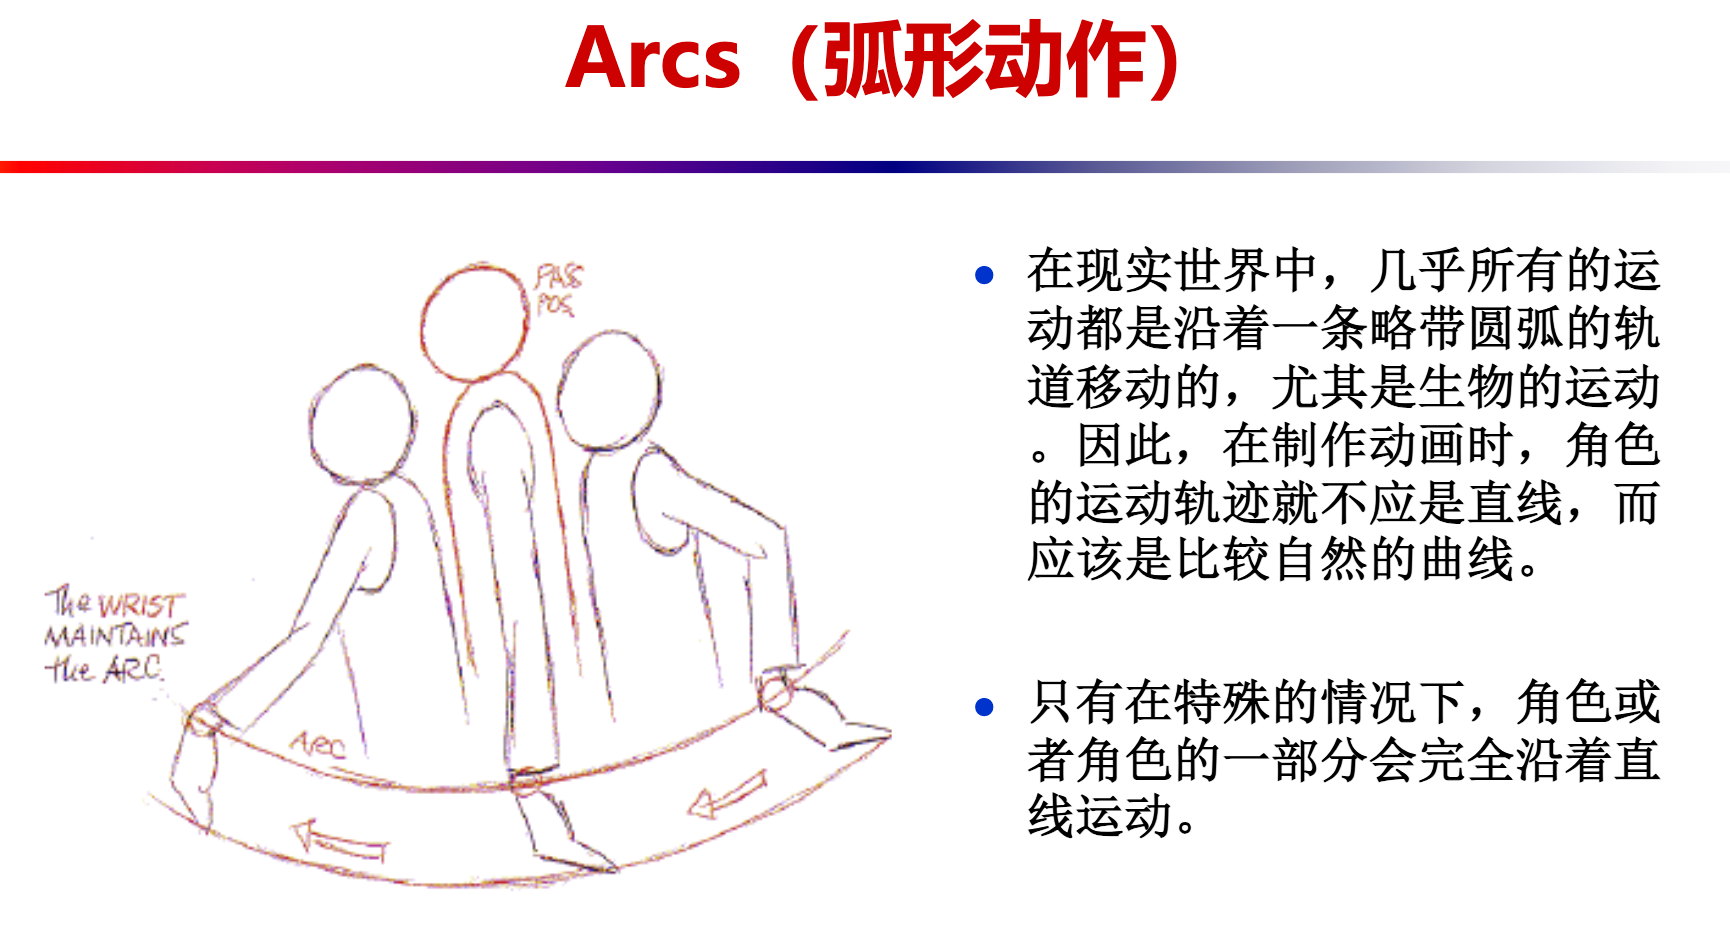 Arcs（弧形动作）
PASS
POS.
The WRIST
MAINTAINS
the ARC.
ARC
在现实世界中，几乎所有的运
动都是沿着一条略带圆弧的轨
道移动的，尤其是生物的运动
。因此，在制作动画时，角色
的运动轨迹就不应是直线，而
应该是比较自然的曲线。
只有在特殊的情况下，角色或
者角色的一部分会完全沿着直
线运动。